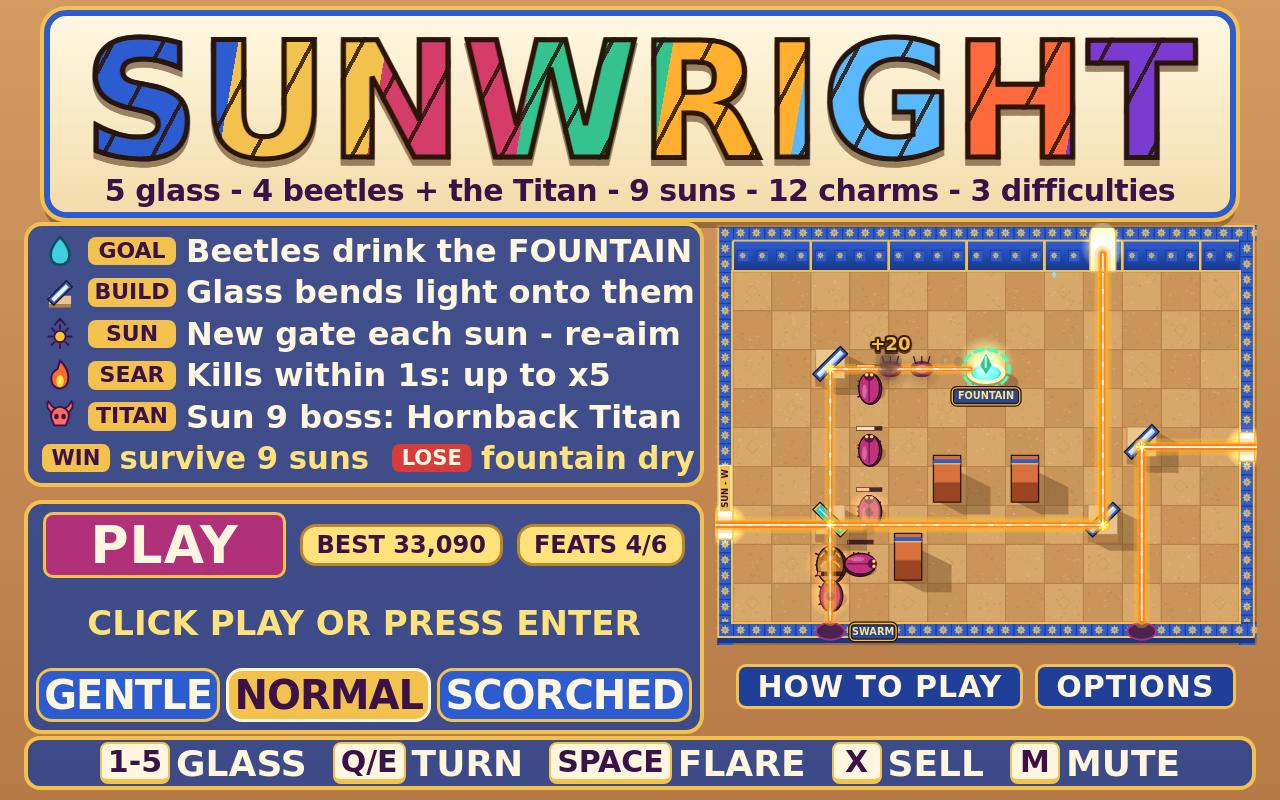 SUNWRIGHT
5 glass - 4 beetles + the Titan - 9 suns - 12 charms - 3 difficulties
GOAL Beetles drink the FOUNTAIN
BUILD Glass bends light onto them
SUN New gate each sun - re-aim
SEAR Kills within 1s: up to x5
TITAN Sun 9 boss: Hornback Titan
WIN survive 9 suns LOSE fountain dry
+20
FOUNTAIN
SUN - W
SWARM
PLAY BEST 33,090 FEATS 4/6
CLICK PLAY OR PRESS ENTER
GENTLE NORMAL SCORCHED
HOW TO PLAY OPTIONS
1-5 GLASS Q/E TURN SPACE FLARE X SELL M MUTE